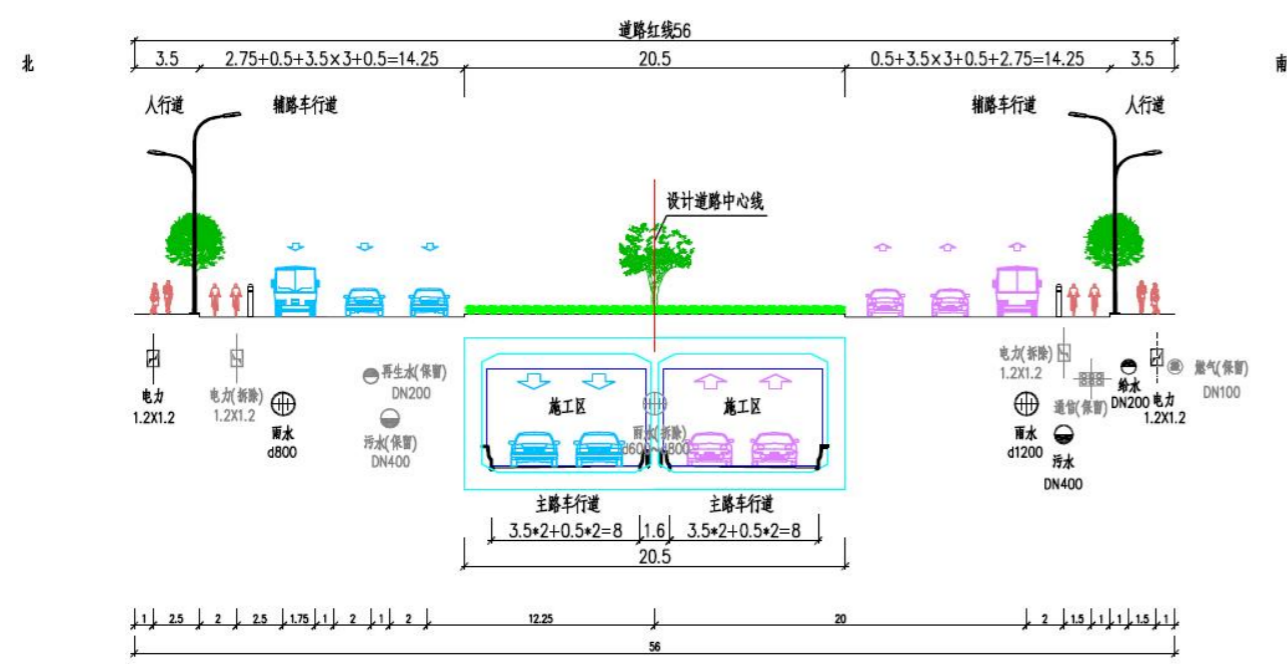 道路红线56
北
3.5
2.75+0.5+3.5×3+0.5=14.25
20.5
0.5+3.5×3+0.5+2.75=14.25
3.5
南
人行道
辅路车行道
辅路车行道
人行道
设计道路中心线
电力
1.2X1.2
电力(拆除)
1.2X1.2
雨水
d800
再生水(保留)
DN200
污水(保留)
DN400
施工区
雨水(拆除)
d600~d800
施工区
电力(拆除)
1.2X1.2
雨水
d1200
通信(保留)
污水
DN400
给水
DN200
电力
1.2X1.2
燃气(保留)
DN100
主路车行道
主路车行道
3.5*2+0.5*2=8
1.6
3.5*2+0.5*2=8
20.5
1 2.5 2 2.5 1.75 1 2 1 2 12.25 20 2 1.5 1 1 1.5 1
56